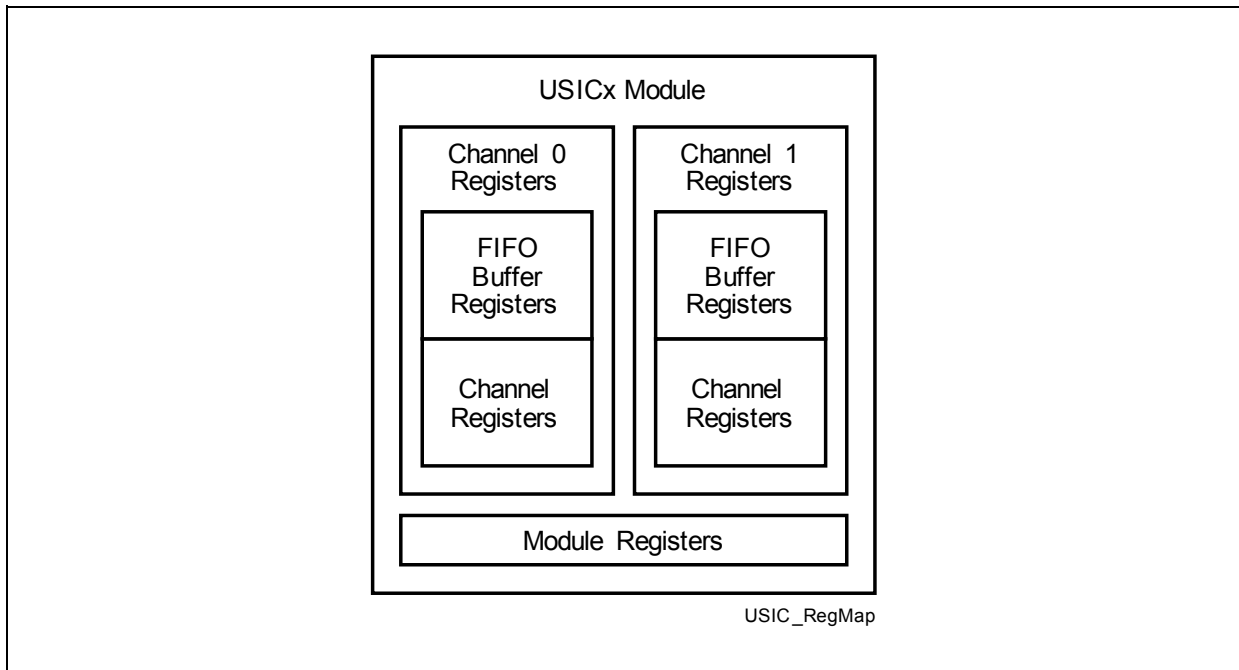 USICx Module
Channel 0
Registers
FIFO
Buffer
Registers
Channel
Registers
Channel 1
Registers
FIFO
Buffer
Registers
Channel
Registers
Module Registers
USIC_RegMap